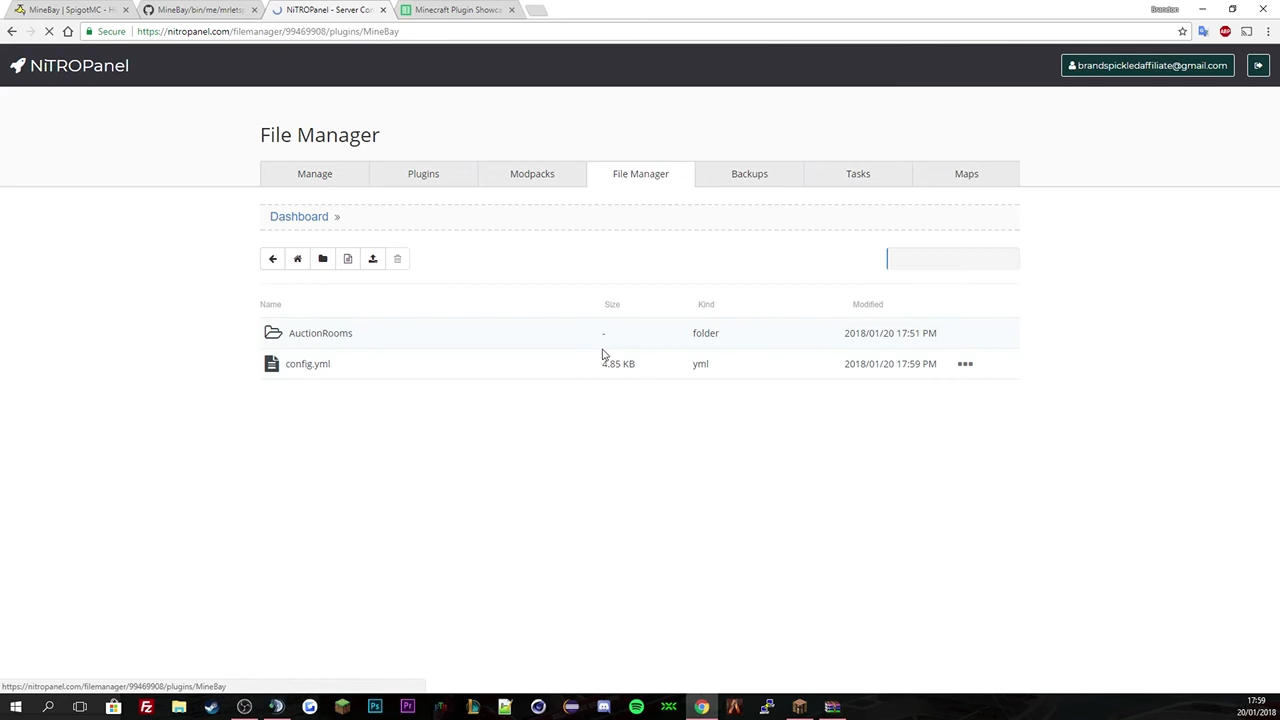 MineBay | SpigotMC - Hi
MineBay/bin/me/mrletsp
NiTROPanel - Server Con
Minecraft Plugin Showca
Brandon
Secure
https://nitropanel.com/filemanager/99469908/plugins/MineBay
NiTROPanel
brandspickledaffiliate@gmail.com
File Manager
Manage
Plugins
Modpacks
File Manager
Backups
Tasks
Maps
Dashboard »
Name
Size
Kind
Modified
AuctionRooms
-
folder
2018/01/20 17:51 PM
config.yml
4.85 KB
yml
2018/01/20 17:59 PM
https://nitropanel.com/filemanager/99469908/plugins/MineBay
17:59
20/01/2018